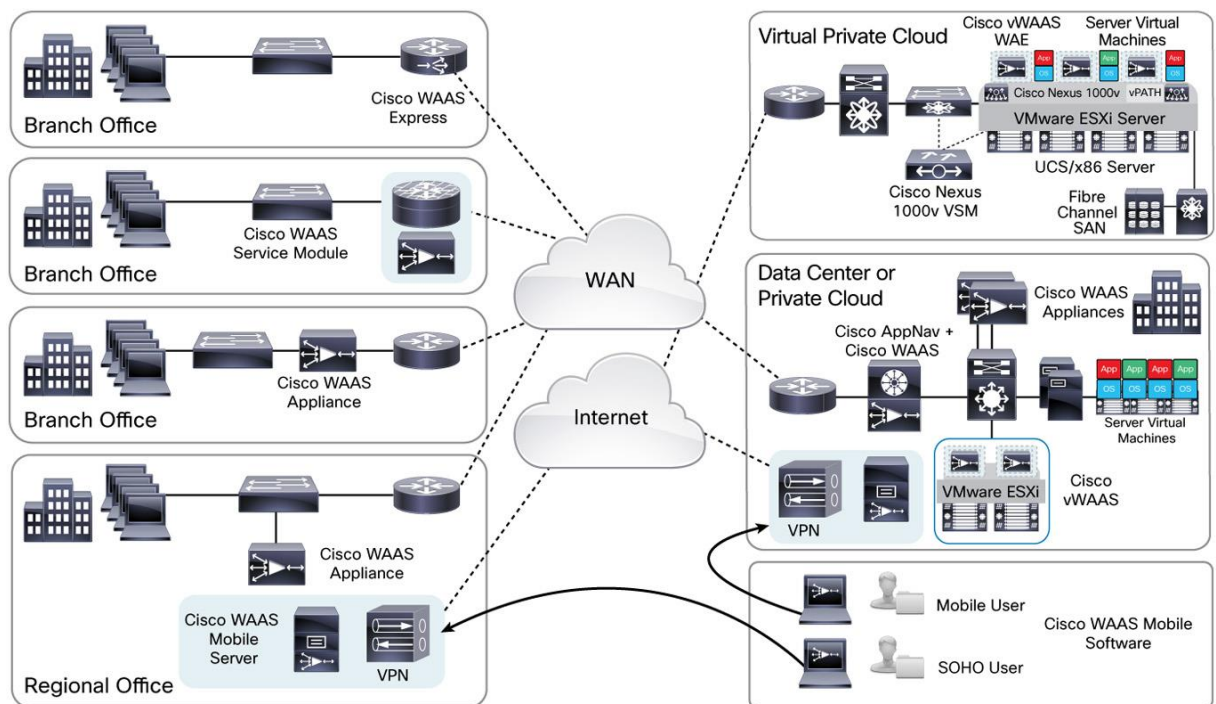 Cisco WAAS
Express
Branch Office
Cisco WAAS
Service Module
Branch Office
Cisco WAAS
Appliance
Branch Office
Cisco WAAS
Appliance
Cisco WAAS
Mobile
Server
VPN
Regional Office
WAN
Internet
Virtual Private Cloud
Cisco vWAAS
WAE
Server Virtual
Machines
App
OS
App
OS
App
OS
Cisco Nexus 1000v
vPATH
VMware ESXi Server
UCS/x86 Server
Cisco Nexus
1000v VSM
Fibre
Channel
SAN
Data Center or
Private Cloud
Cisco WAAS
Appliances
Cisco AppNav +
Cisco WAAS
App App App App
OS OS OS OS
Server Virtual
Machines
VPN
VMware ESXi
Cisco
vWAAS
Mobile User
SOHO User
Cisco WAAS Mobile
Software